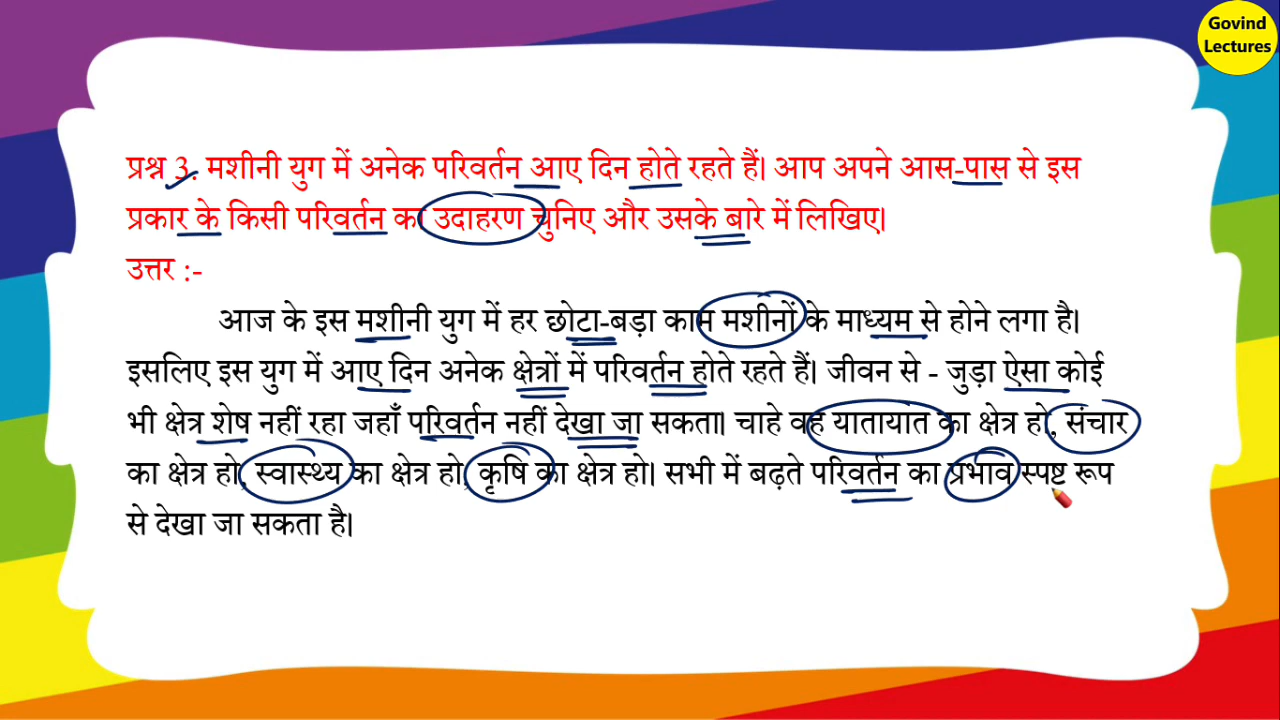 Govind
Lectures
प्रश्न 3. मशीनी युग में अनेक परिवर्तन आए दिन होते रहते हैं। आप अपने आस-पास से इस
प्रकार के किसी परिवर्तन का उदाहरण चुनिए और उसके बारे में लिखिए।
उत्तर :-
आज के इस मशीनी युग में हर छोटा-बड़ा काम मशीनों के माध्यम से होने लगा है।
इसलिए इस युग में आए दिन अनेक क्षेत्रों में परिवर्तन होते रहते हैं। जीवन से - जुड़ा ऐसा कोई
भी क्षेत्र शेष नहीं रहा जहाँ परिवर्तन नहीं देखा जा सकता। चाहे वह यातायात का क्षेत्र हो, संचार
का क्षेत्र हो, स्वास्थ्य का क्षेत्र हो, कृषि का क्षेत्र हो। सभी में बढ़ते परिवर्तन का प्रभाव स्पष्ट रूप
से देखा जा सकता है।